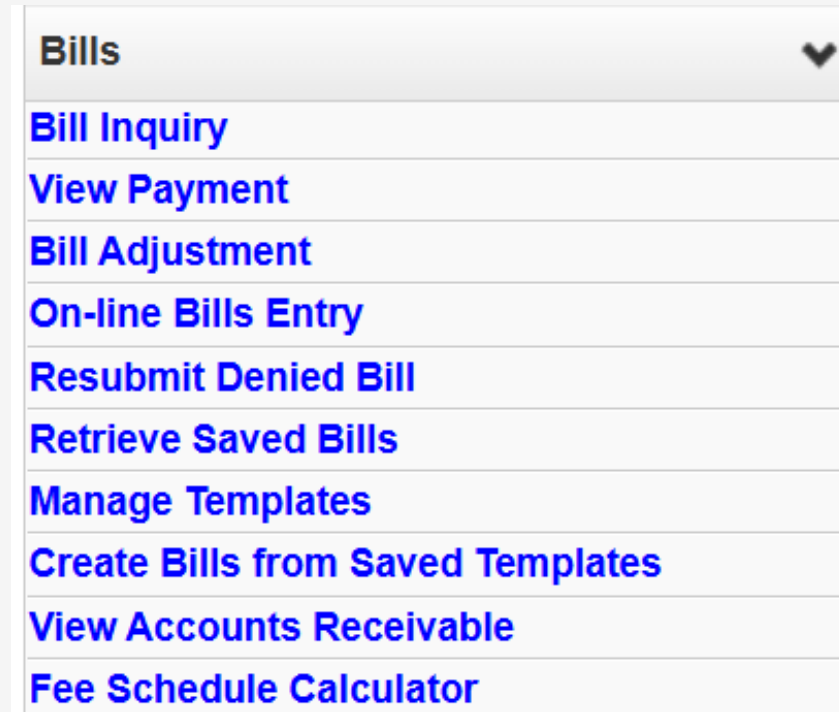 Bills
Bill Inquiry
View Payment
Bill Adjustment
On-line Bills Entry
Resubmit Denied Bill
Retrieve Saved Bills
Manage Templates
Create Bills from Saved Templates
View Accounts Receivable
Fee Schedule Calculator